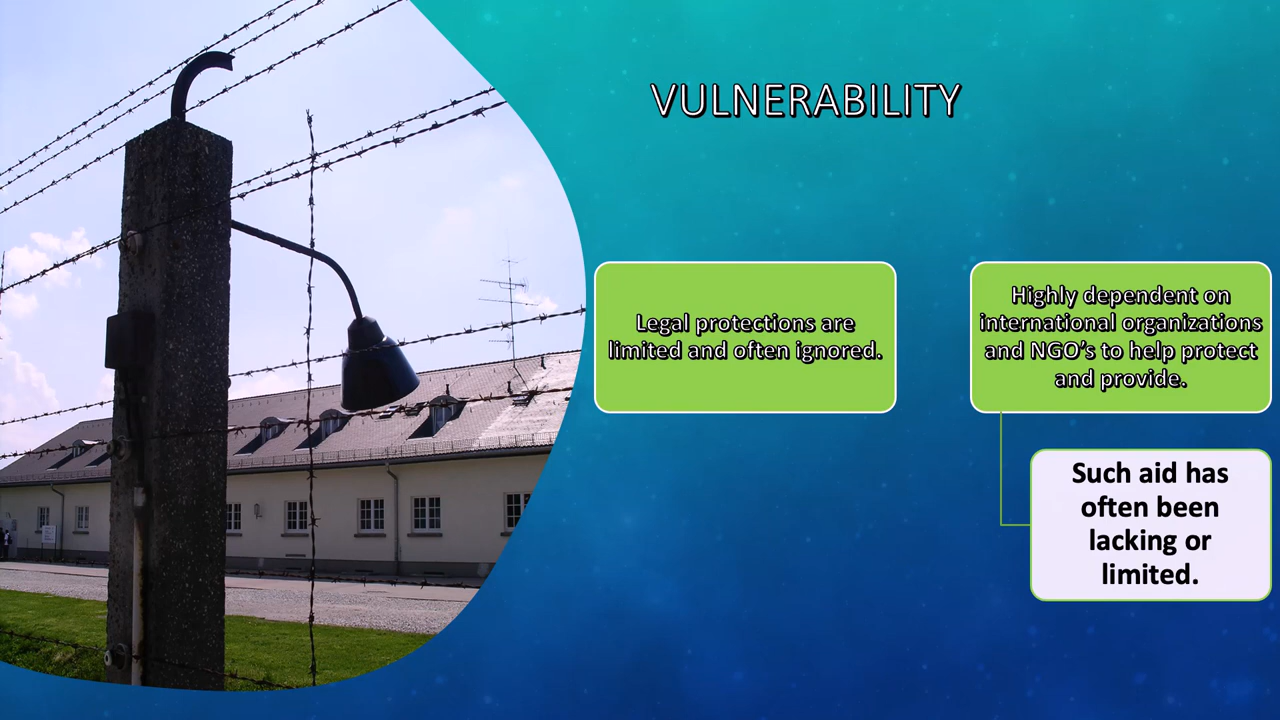 VULNERABILITY
Legal protections are
limited and often ignored.
Highly dependent on
international organizations
and NGO's to help protect
and provide.
Such aid has
often been
lacking or
limited.